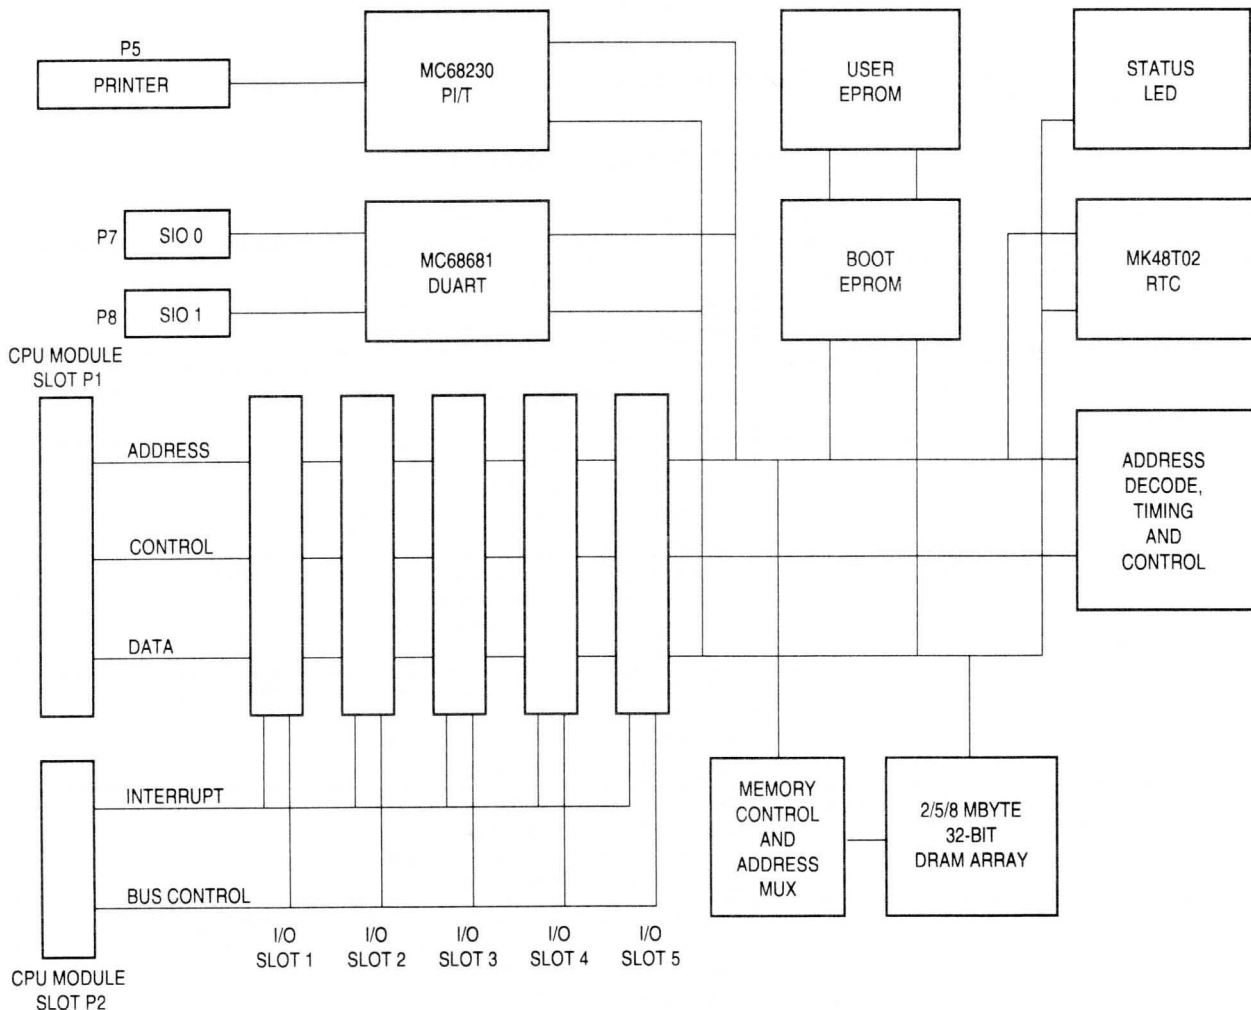 P5
PRINTER
MC68230
PI/T
USER
EPROM
STATUS
LED
P7
SIO 0
MC68681
DUART
BOOT
EPROM
MK48T02
RTC
P8
SIO 1
CPU MODULE
SLOT P1
ADDRESS
CONTROL
DATA
ADDRESS
DECODE,
TIMING
AND
CONTROL
INTERRUPT
BUS CONTROL
MEMORY
CONTROL
AND
ADDRESS
MUX
2/5/8 MBYTE
32-BIT
DRAM ARRAY
I/O
SLOT 1
I/O
SLOT 2
I/O
SLOT 3
I/O
SLOT 4
I/O
SLOT 5
CPU MODULE
SLOT P2